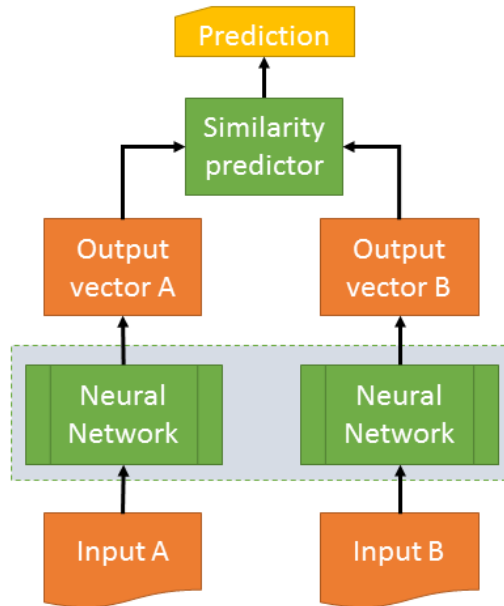 Prediction
Similarity
predictor
Output
vector A
Output
vector B
Neural
Network
Neural
Network
Input A
Input B